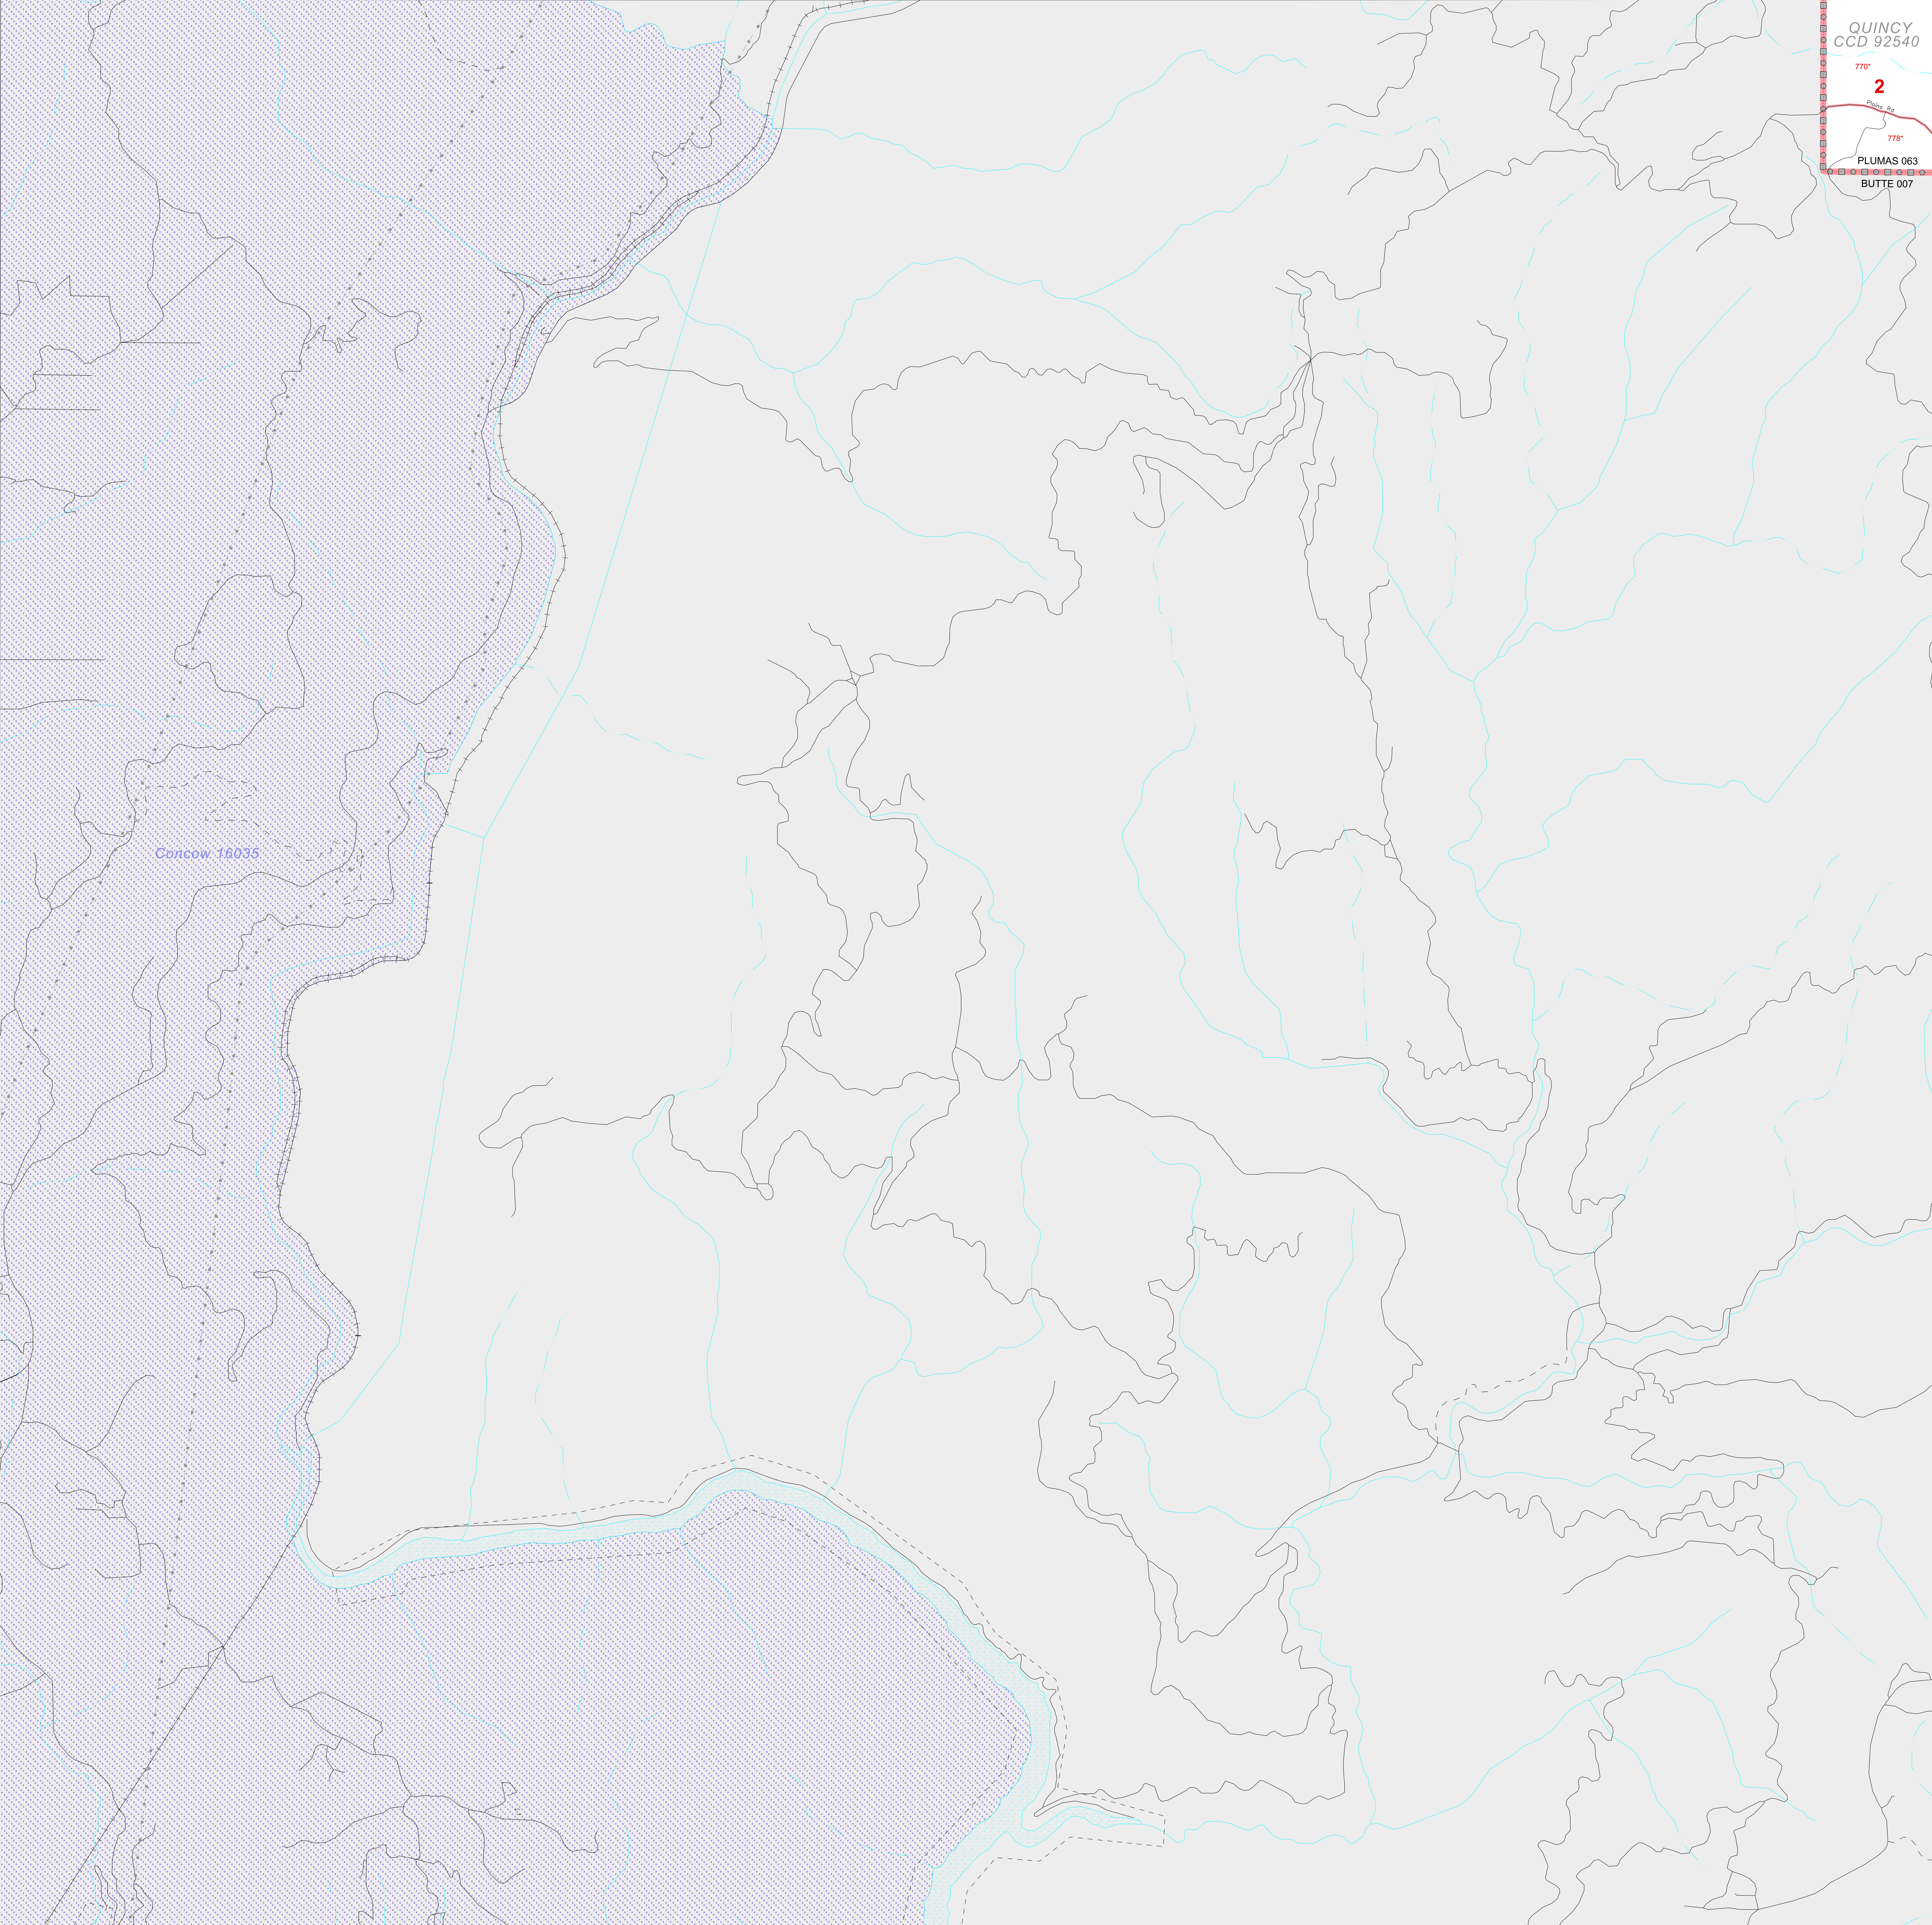 QUINCY
CCD 92540
770*
2
Plains Rd
778*
PLUMAS 063
BUTTE 007
Concow 16035